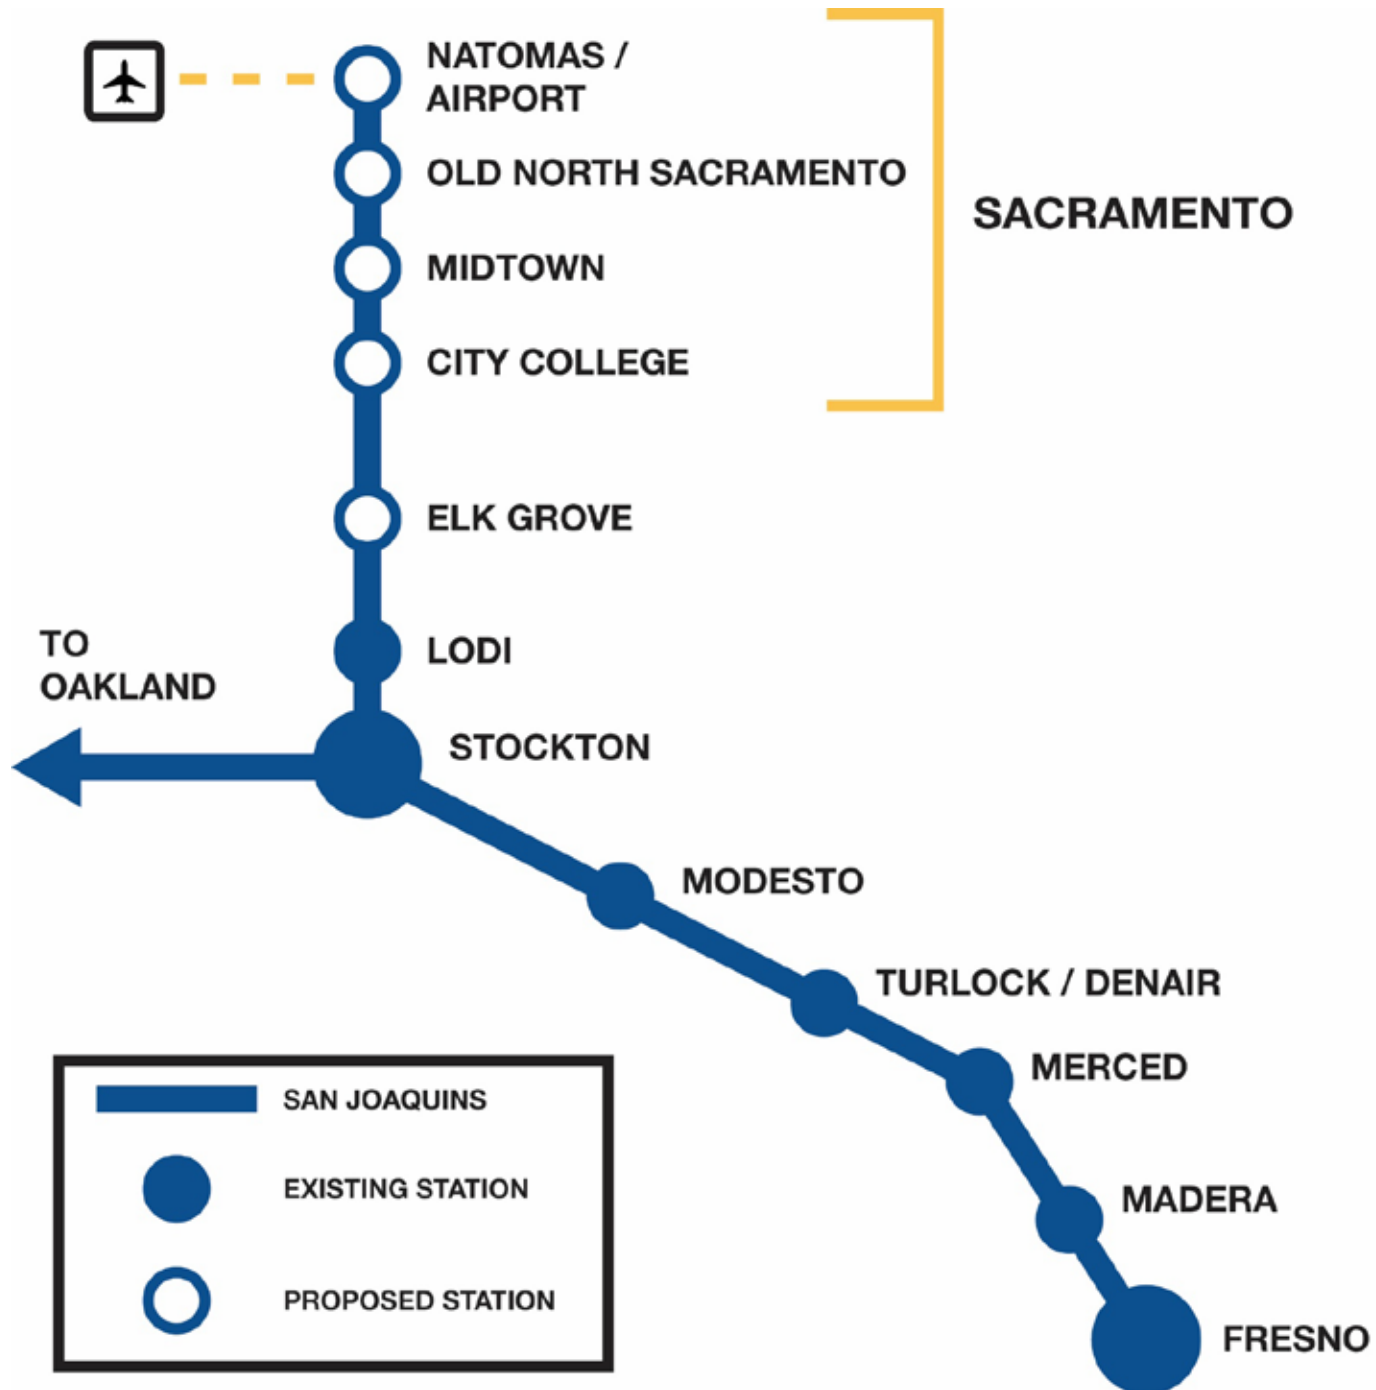 NATOMAS /
AIRPORT
OLD NORTH SACRAMENTO
SACRAMENTO
MIDTOWN
CITY COLLEGE
ELK GROVE
TO
OAKLAND
LODI
STOCKTON
MODESTO
TURLOCK / DENAIR
MERCED
MADERA
FRESNO
SAN JOAQUINS
EXISTING STATION
PROPOSED STATION